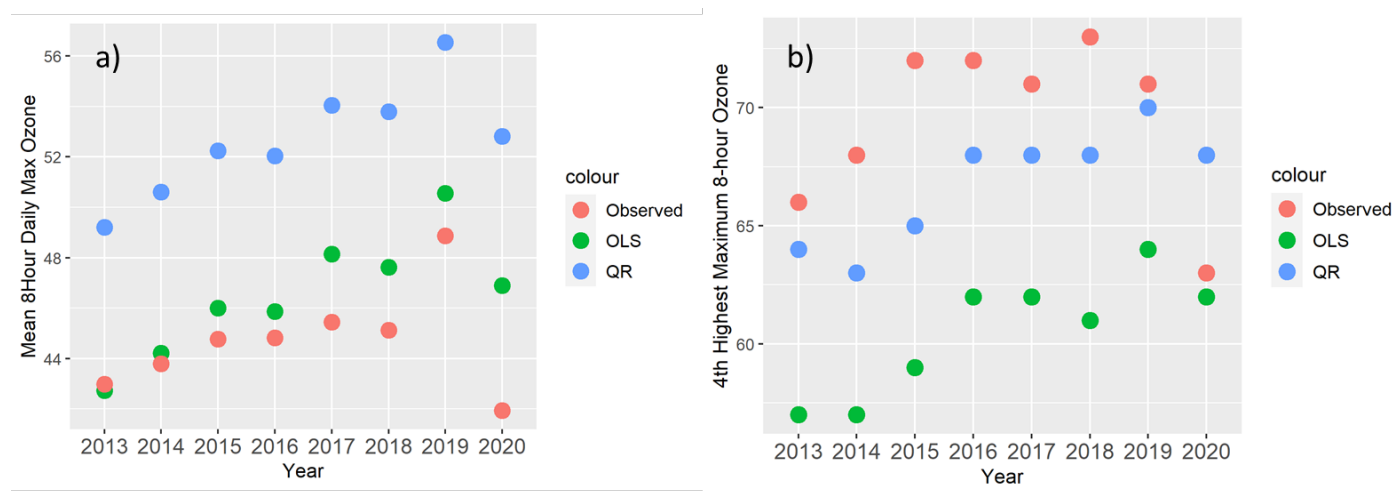 a)
Mean 8Hour Daily Max Ozone
56
52
48
44
2013 2014 2015 2016 2017 2018 2019 2020
Year
colour
Observed
OLS
QR
b)
4th Highest Maximum 8-hour Ozone
70
65
60
2013 2014 2015 2016 2017 2018 2019 2020
Year
colour
Observed
OLS
QR